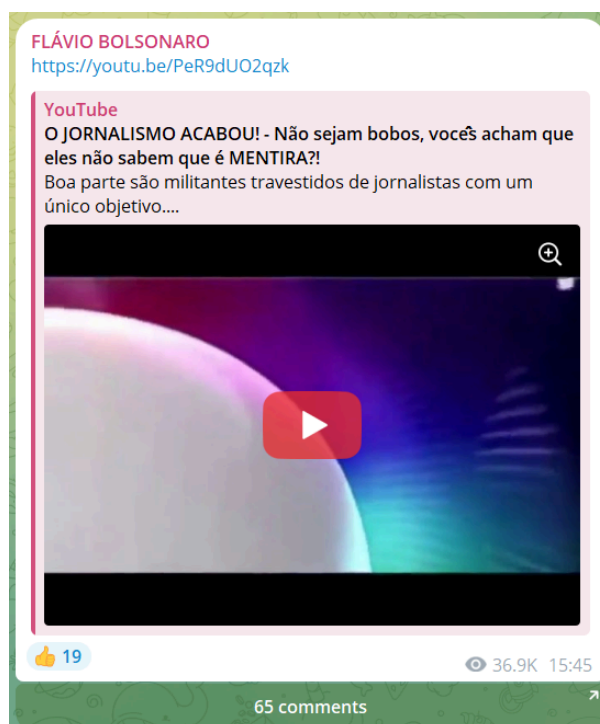 FLÁVIO BOLSONARO
https://youtu.be/PeR9dUO2qzk
YouTube
O JORNALISMO ACABOU! - Não sejam bobos, vocês acham que
eles não sabem que é MENTIRA?!
Boa parte são militantes travestidos de jornalistas com um
único objetivo....
👍 19
36.9K 15:45
65 comments